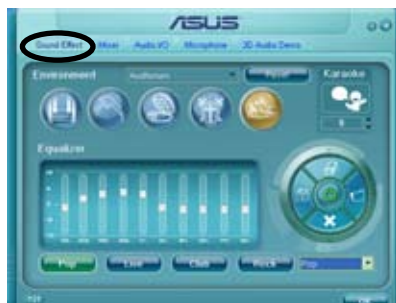 ASUS
Sound Effect Mixer Audio I/O Microphone 3D Audio Demo
Environment Auditorium Reset Karaoke
0
Equalizer
Pop Live Club Rock Pop
OK